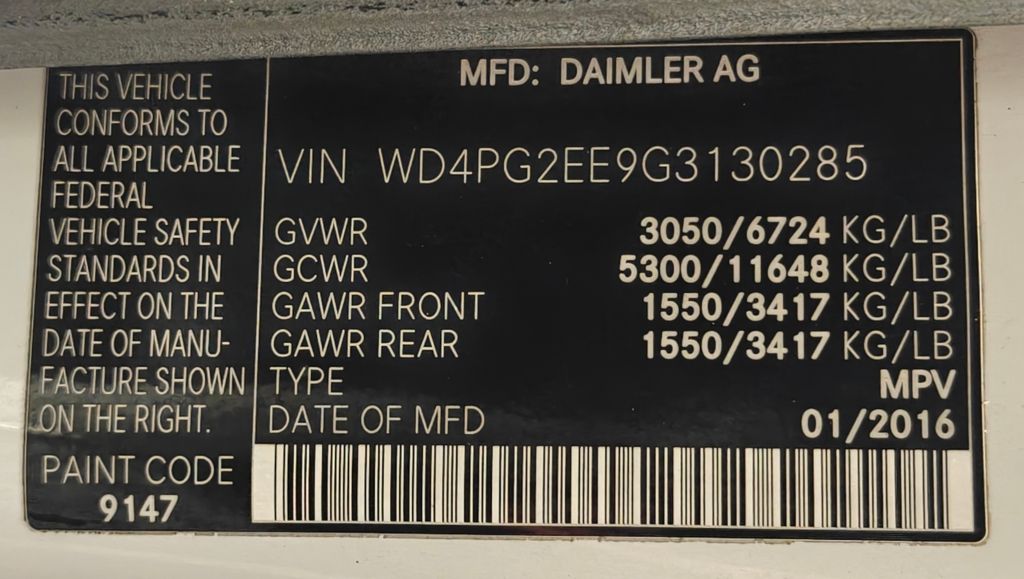 THIS VEHICLE
CONFORMS TO
ALL APPLICABLE
FEDERAL
VEHICLE SAFETY
STANDARDS IN
EFFECT ON THE
DATE OF MANU-
FACTURE SHOWN
ON THE RIGHT.
PAINT CODE
9147
MFD: DAIMLER AG
VIN WD4PG2EE9G3130285
GVWR 3050/6724 KG/LB
GCWR 5300/11648 KG/LB
GAWR FRONT 1550/3417 KG/LB
GAWR REAR 1550/3417 KG/LB
TYPE MPV
DATE OF MFD 01/2016